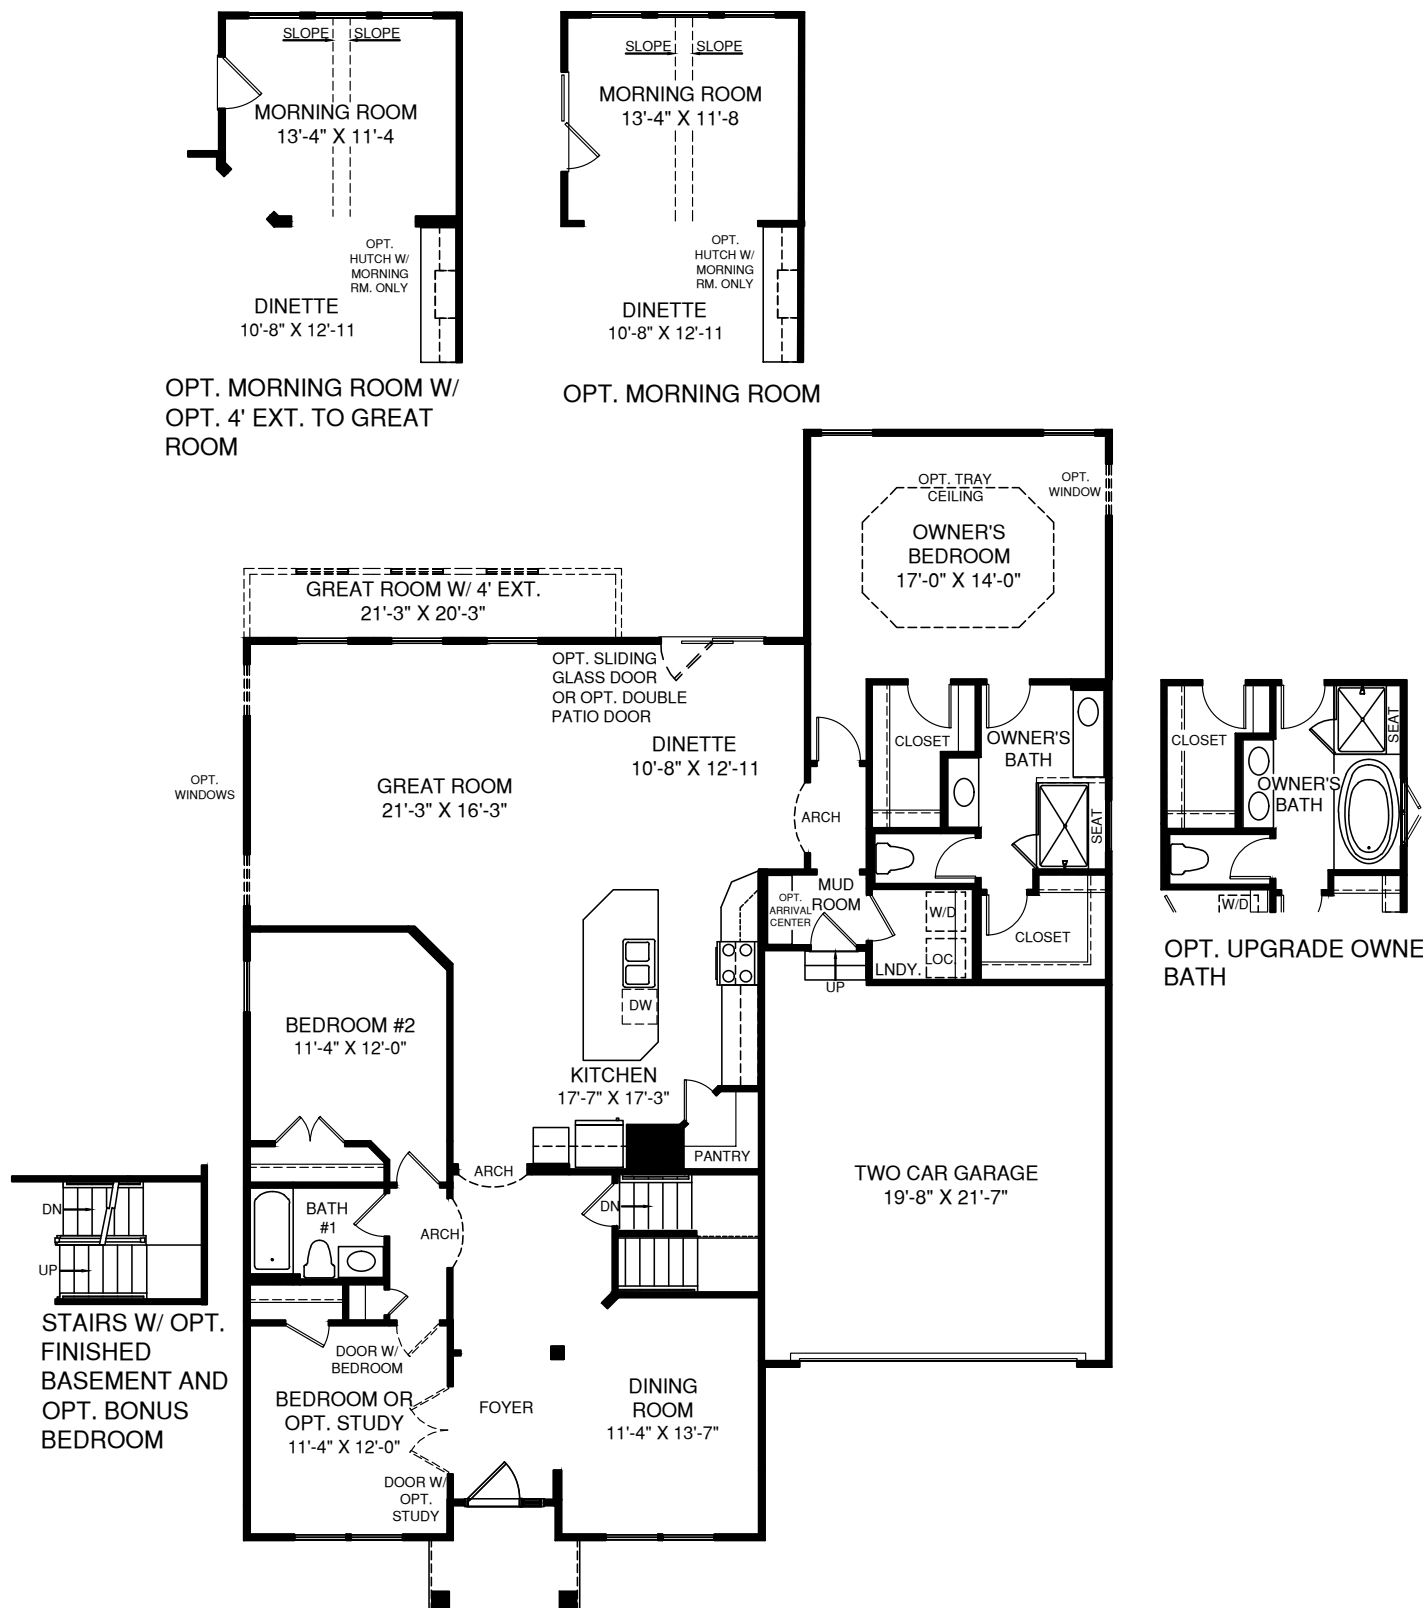 SLOPE SLOPE
MORNING ROOM
13'-4" X 11'-4
OPT.
HUTCH W/
MORNING
RM. ONLY
DINETTE
10'-8" X 12'-11
OPT. MORNING ROOM W/
OPT. 4' EXT. TO GREAT
ROOM
SLOPE SLOPE
MORNING ROOM
13'-4" X 11'-8
OPT.
HUTCH W/
MORNING
RM. ONLY
DINETTE
10'-8" X 12'-11
OPT. MORNING ROOM
OPT. TRAY
CEILING
OPT.
WINDOW
OWNER'S
BEDROOM
17'-0" X 14'-0"
GREAT ROOM W/ 4' EXT.
21'-3" X 20'-3"
OPT. SLIDING
GLASS DOOR
OR OPT. DOUBLE
PATIO DOOR
DINETTE
10'-8" X 12'-11
OPT.
WINDOWS
GREAT ROOM
21'-3" X 16'-3"
ARCH
CLOSET
OWNER'S
BATH
SEAT
MUD
ROOM
OPT.
ARRIVAL
CENTER
W/D
LOC.
LNDY.
UP
CLOSET
CLOSET
OWNER'S
BATH
SEAT
W/D
OPT. UPGRADE OWNE
BATH
BEDROOM #2
11'-4" X 12'-0"
DW
KITCHEN
17'-7" X 17'-3"
PANTRY
ARCH
TWO CAR GARAGE
19'-8" X 21'-7"
DN
UP
STAIRS W/ OPT.
FINISHED
BASEMENT AND
OPT. BONUS
BEDROOM
BATH
#1
ARCH
DN
DOOR W/
BEDROOM
BEDROOM OR
OPT. STUDY
11'-4" X 12'-0"
DOOR W/
OPT.
STUDY
FOYER
DINING
ROOM
11'-4" X 13'-7"